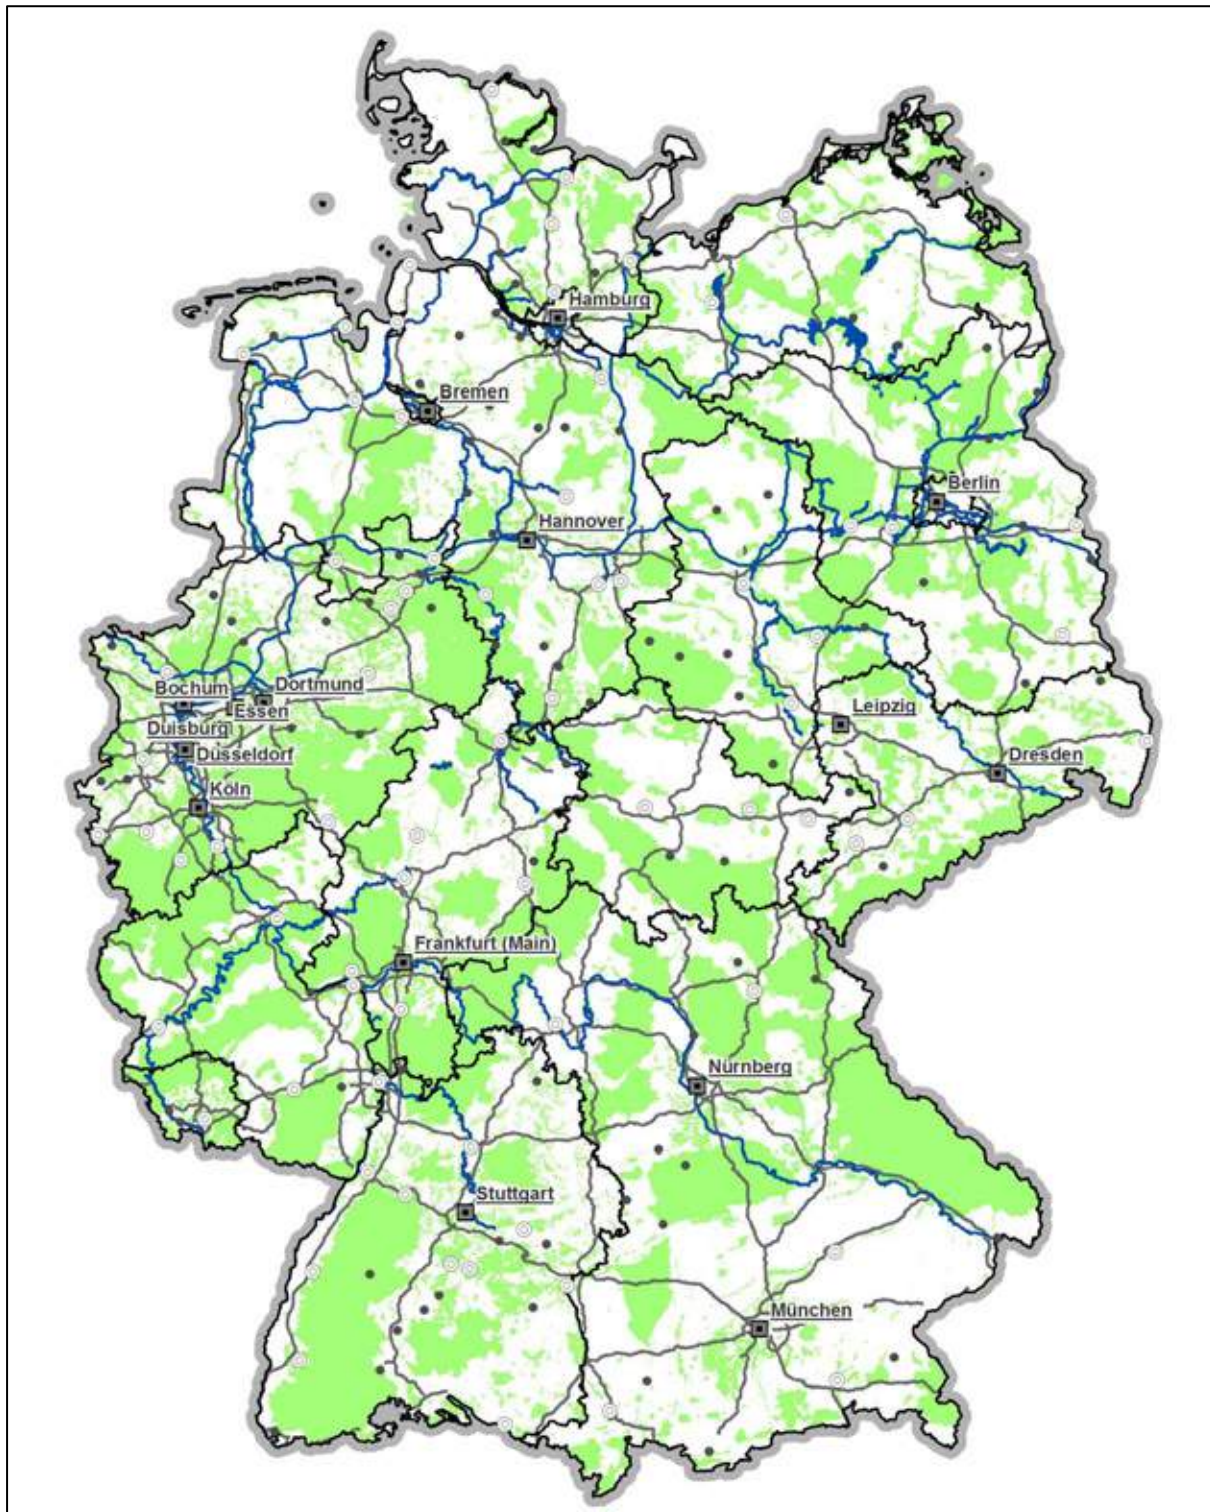 Hamburg
Bremen
Berlin
Hannover
Bochum
Dortmund
Essen
Duisburg
Düsseldorf
Köln
Leipzig
Dresden
Frankfurt (Main)
Nürnberg
Stuttgart
München